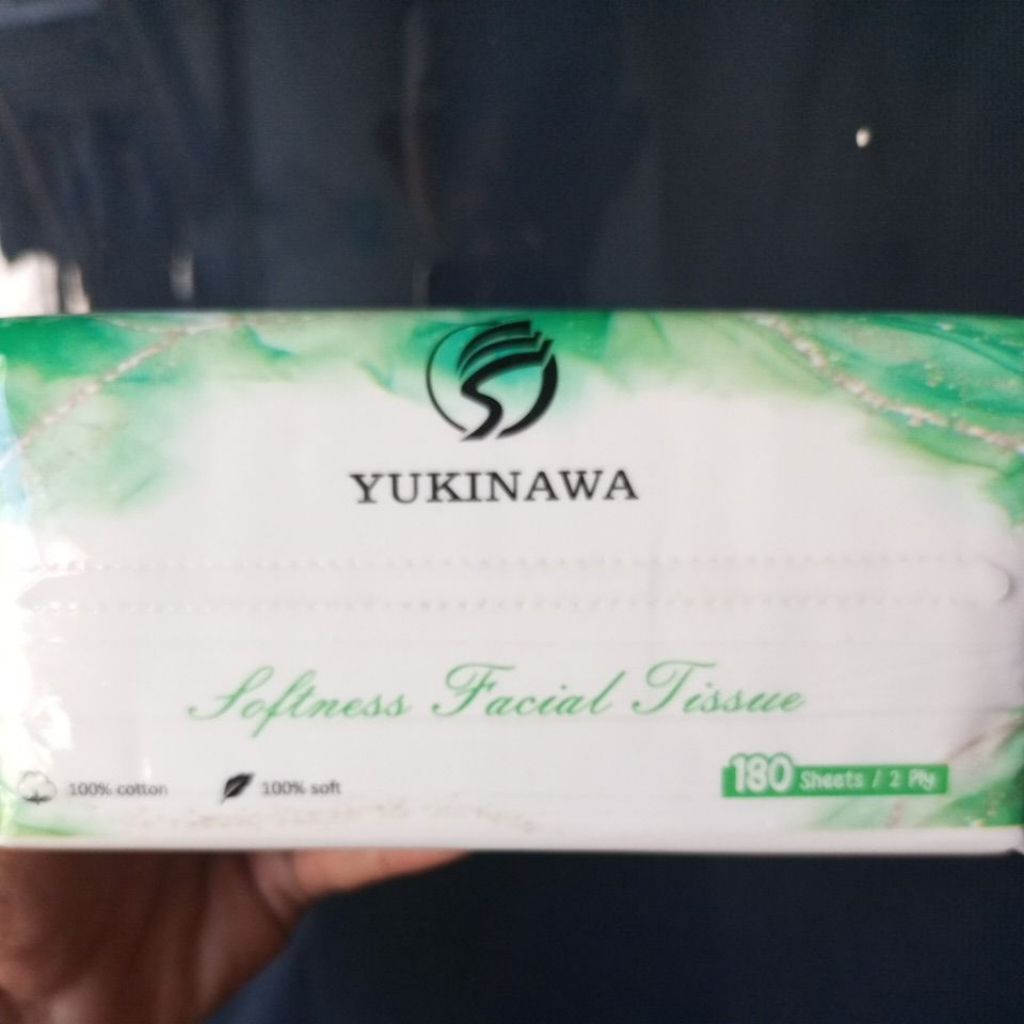 YUKINAWA
Softness Facial Tissue
100% cotton 100% soft
180 Sheets / 2 Ply